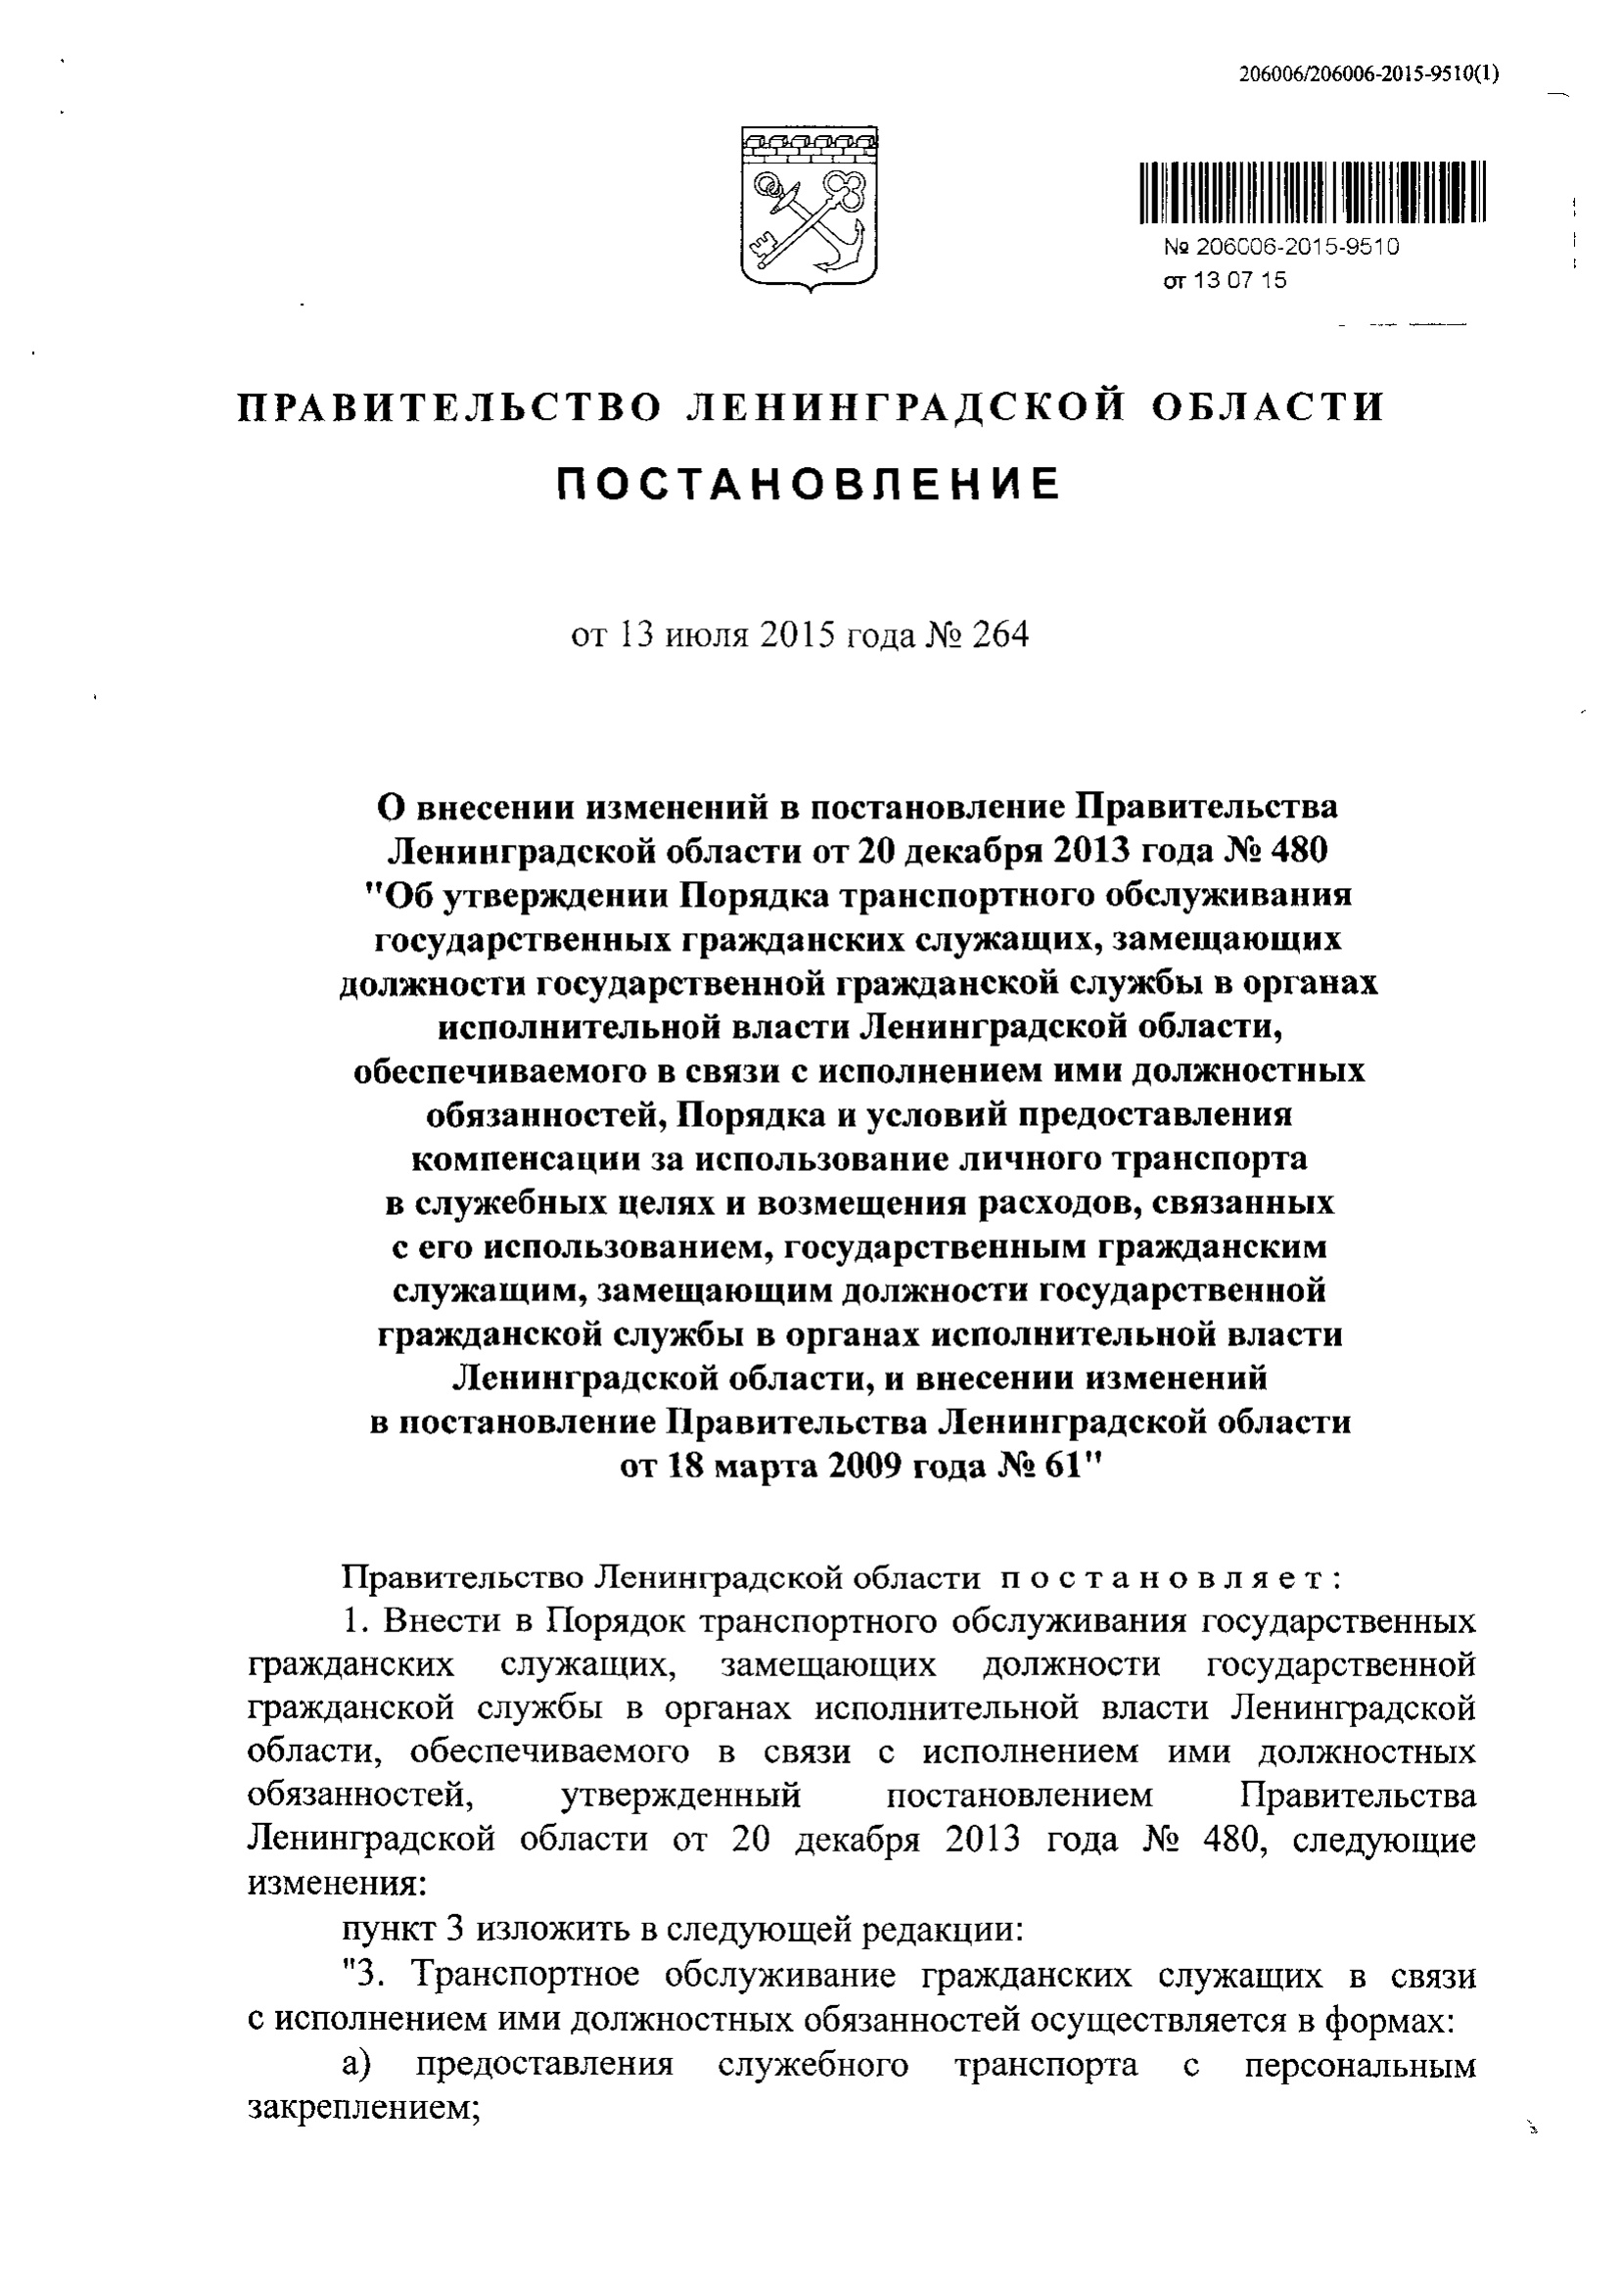 206006/206006-2015-9510(1)
№ 206006-2015-9510
от 13 07 15
ПРАВИТЕЛЬСТВО ЛЕНИНГРАДСКОЙ ОБЛАСТИ
ПОСТАНОВЛЕНИЕ
от 13 июля 2015 года № 264
О внесении изменений в постановление Правительства
Ленинградской области от 20 декабря 2013 года № 480
"Об утверждении Порядка транспортного обслуживания
государственных гражданских служащих, замещающих
должности государственной гражданской службы в органах
исполнительной власти Ленинградской области,
обеспечиваемого в связи с исполнением ими должностных
обязанностей, Порядка и условий предоставления
компенсации за использование личного транспорта
в служебных целях и возмещения расходов, связанных
с его использованием, государственным гражданским
служащим, замещающим должности государственной
гражданской службы в органах исполнительной власти
Ленинградской области, и внесении изменений
в постановление Правительства Ленинградской области
от 18 марта 2009 года № 61"
Правительство Ленинградской области п о с т а н о в л я е т :
1. Внести в Порядок транспортного обслуживания государственных
гражданских служащих, замещающих должности государственной
гражданской службы в органах исполнительной власти Ленинградской
области, обеспечиваемого в связи с исполнением ими должностных
обязанностей, утвержденный постановлением Правительства
Ленинградской области от 20 декабря 2013 года № 480, следующие
изменения:
пункт 3 изложить в следующей редакции:
"3. Транспортное обслуживание гражданских служащих в связи
с исполнением ими должностных обязанностей осуществляется в формах:
а) предоставления служебного транспорта с персональным
закреплением;